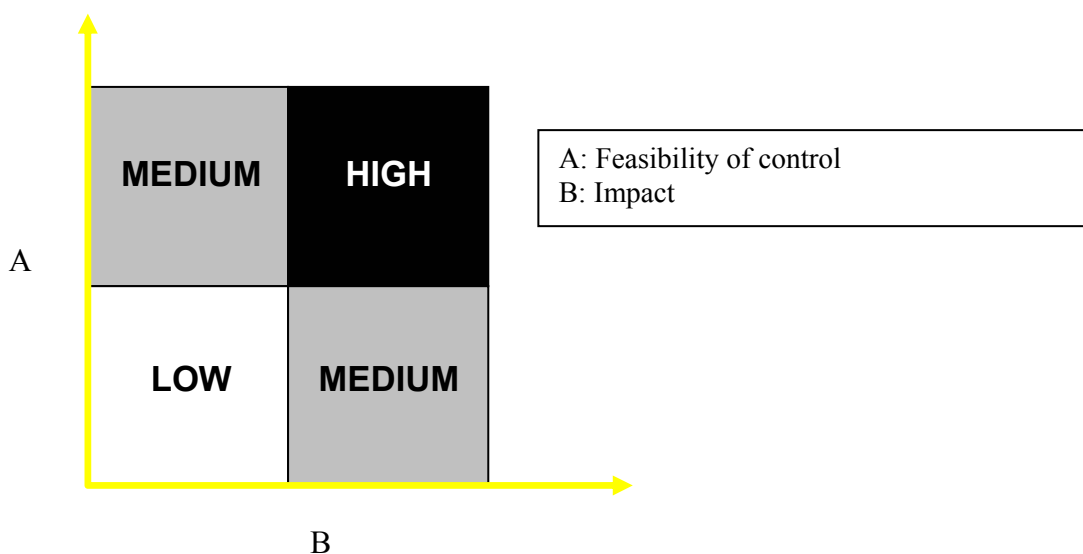 MEDIUM HIGH
A: Feasibility of control
B: Impact
A
LOW MEDIUM
B